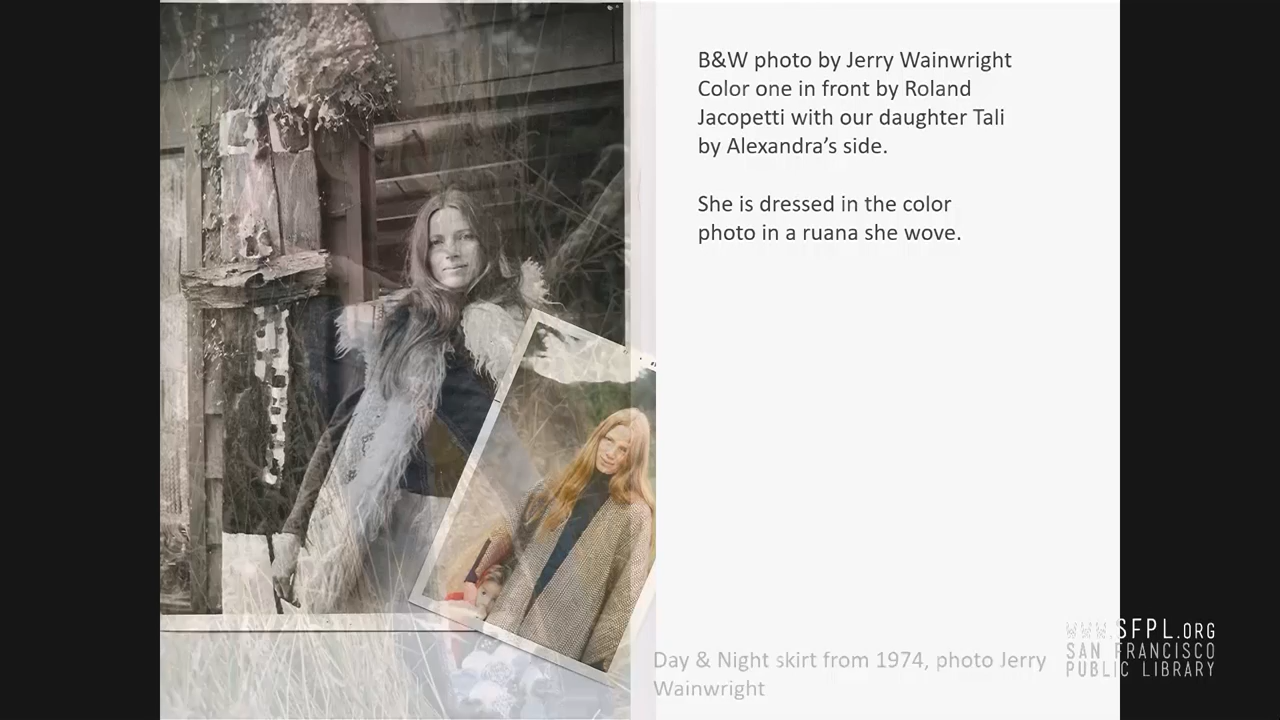 B&W photo by Jerry Wainwright
Color one in front by Roland
Jacopetti with our daughter Tali
by Alexandra's side.
She is dressed in the color
photo in a ruana she wove.
Day & Night skirt from 1974, photo Jerry
Wainwright
WWW.SFPL.ORG
SAN FRANCISCO
PUBLIC LIBRARY